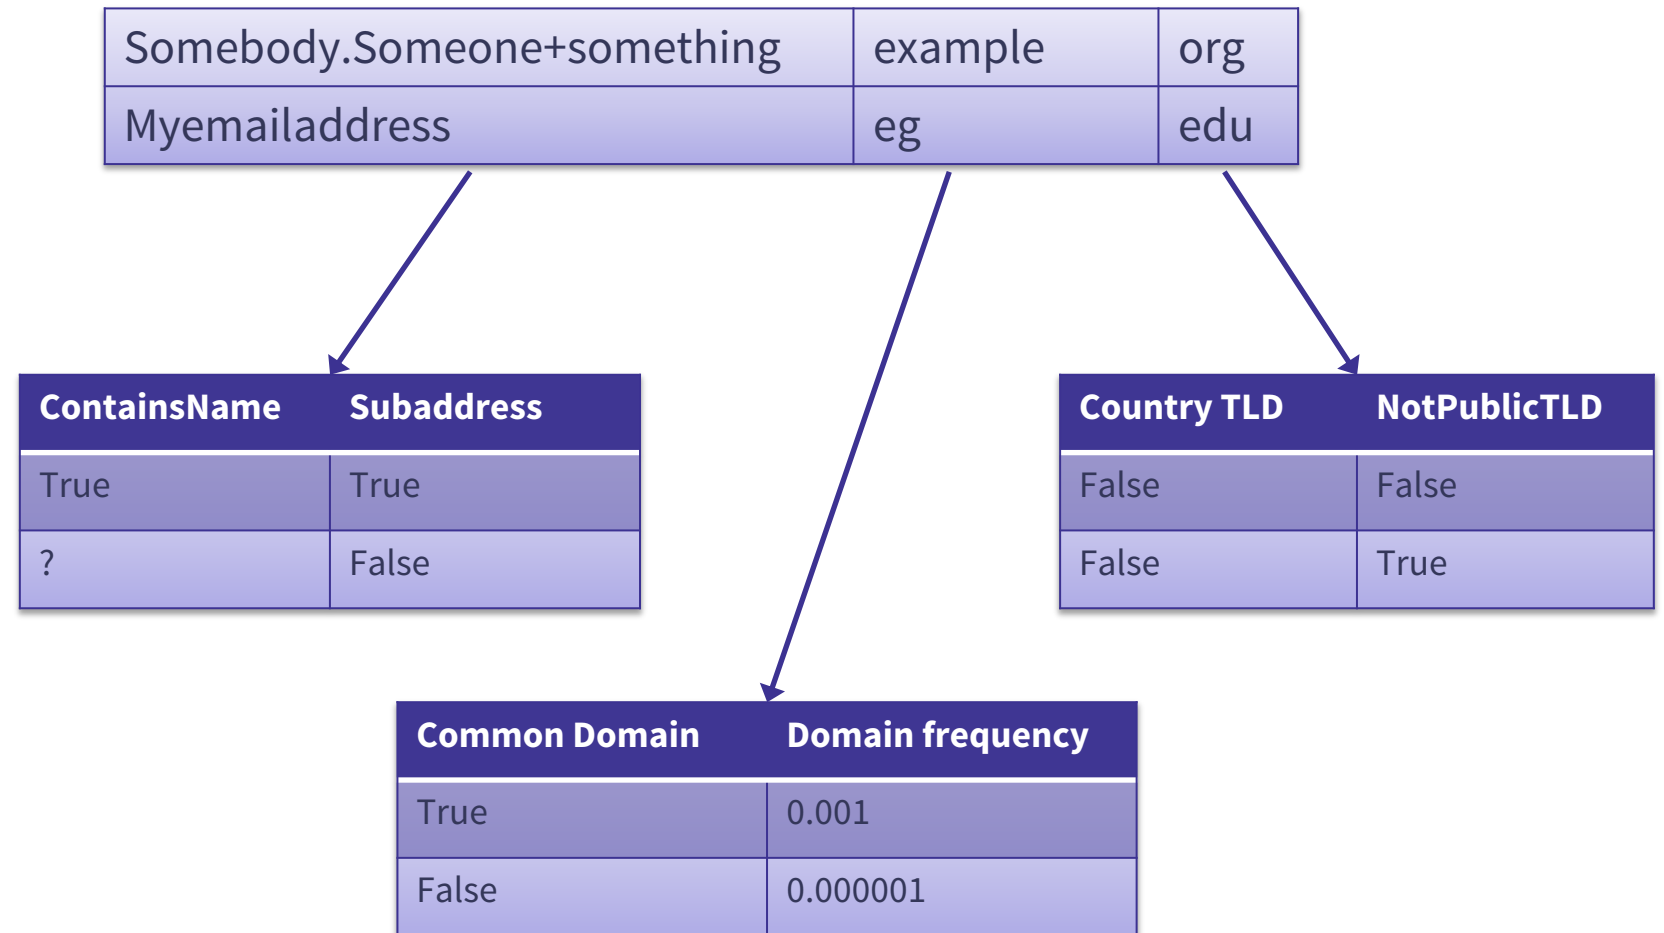 Somebody.Someone+something example org
Myemailaddress eg edu
ContainsName Subaddress
True True
? False
Country TLD NotPublicTLD
False False
False True
Common Domain Domain frequency
True 0.001
False 0.000001